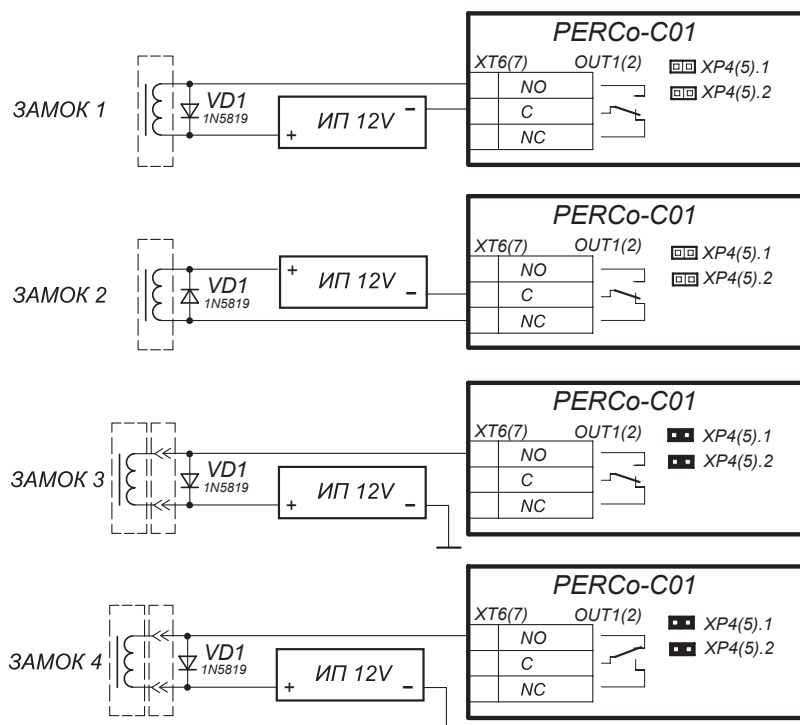 PERCo-C01
XT6(7) OUT1(2) XP4(5).1
NO XP4(5).2
ЗАМОК 1 VD1 C
1N5819 ИП 12V
+ –
NC
PERCo-C01
XT6(7) OUT1(2) XP4(5).1
NO XP4(5).2
ЗАМОК 2 VD1 C
1N5819 ИП 12V
+ –
NC
PERCo-C01
XT6(7) OUT1(2) XP4(5).1
NO XP4(5).2
ЗАМОК 3 VD1 C
1N5819 ИП 12V
+ –
NC
PERCo-C01
XT6(7) OUT1(2) XP4(5).1
NO XP4(5).2
ЗАМОК 4 VD1 C
1N5819 ИП 12V
+ –
NC